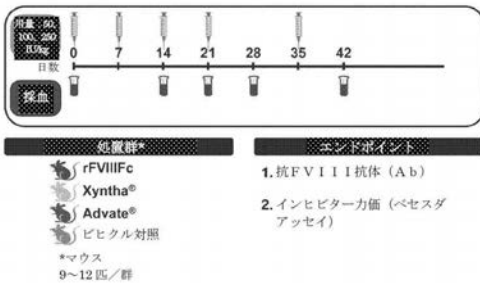 用量：50,
100, 250
IU/kg
0 7 14 21 28 35 42
日数
採血
処置群*
エンドポイント
rFVIIIFc
Xyntha®
Advate®
ビヒクル対照
*マウス
9～12匹／群
1. 抗FVIII抗体（Ab）
2. インヒビター力価（ベセスダ
アッセイ）